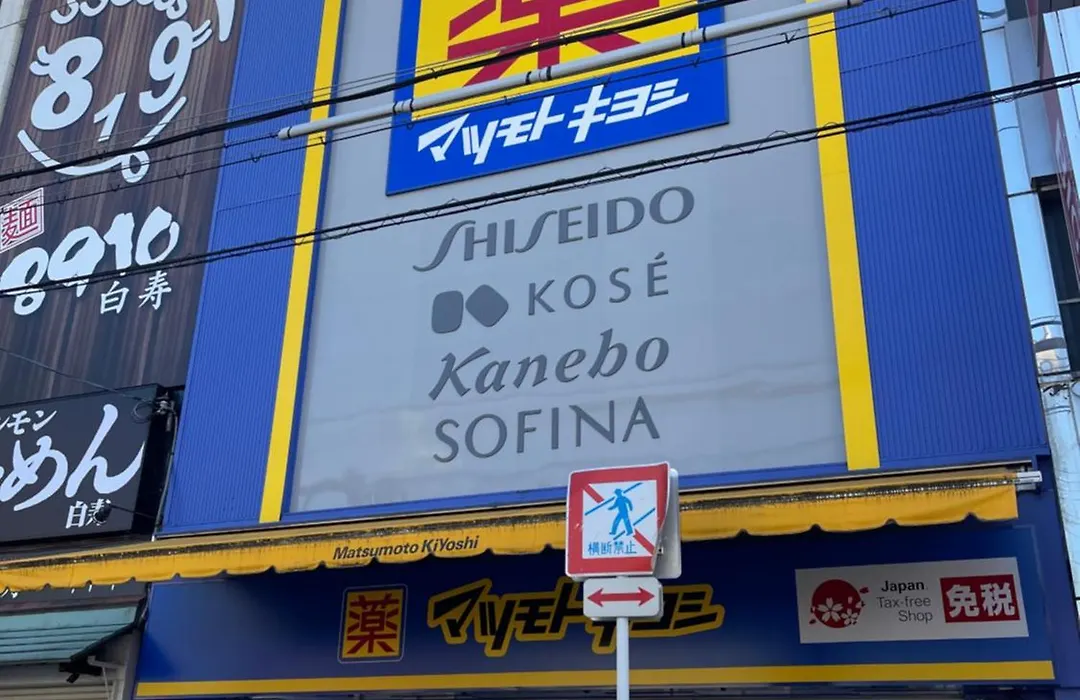 819
麺
8910
白寿
めん
白寿
薬
マツモトキヨシ
SHISEIDO
KOSÉ
Kanebo
SOFINA
Matsumoto KiYoshi
横断禁止
薬
マツモトキヨシ
Japan.
Tax-free
Shop
免税